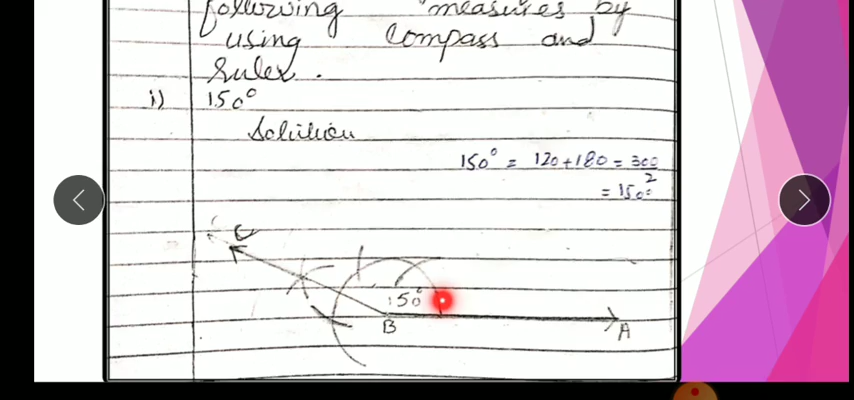 following measures by
using Compass and
ruler.
i) 150°
Solution
150° = 120+180 = 300
2
= 150°
C
150°
B
A